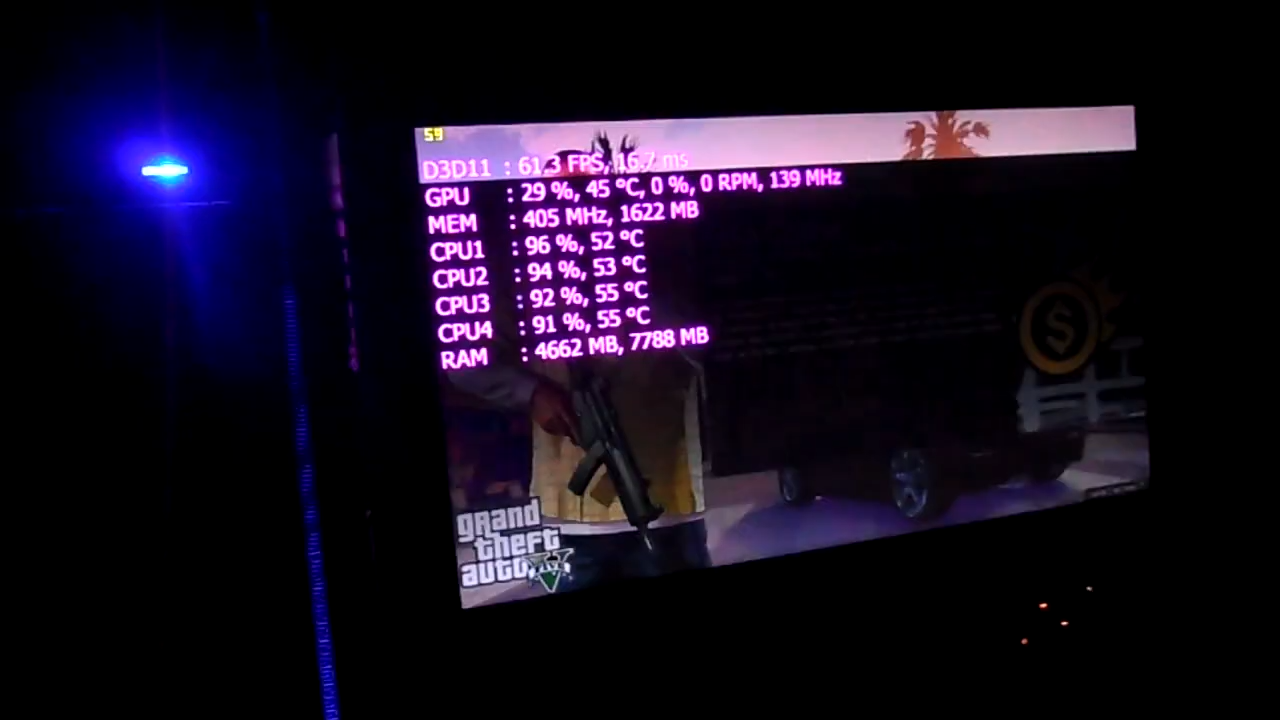 59
D3D11 : 61,3 FPS, 16,7 ms
GPU : 29 %, 45 °C, 0 %, 0 RPM, 139 MHz
MEM : 405 MHz, 1622 MB
CPU1 : 96 %, 52 °C
CPU2 : 94 %, 53 °C
CPU3 : 92 %, 55 °C
CPU4 : 91 %, 55 °C
RAM : 4662 MB, 7788 MB
$
grand
theft
auto V